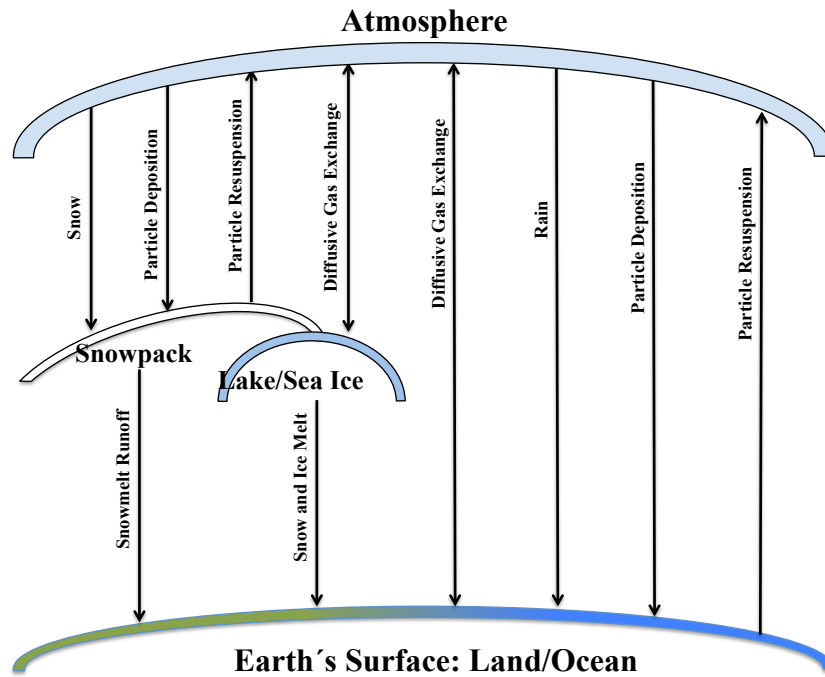 Atmosphere
Snow
Particle Deposition
Particle Resuspension
Diffusive Gas Exchange
Diffusive Gas Exchange
Rain
Particle Deposition
Particle Resuspension
Snowpack
Lake/Sea Ice
Snowmelt Runoff
Snow and Ice Melt
Earth´s Surface: Land/Ocean